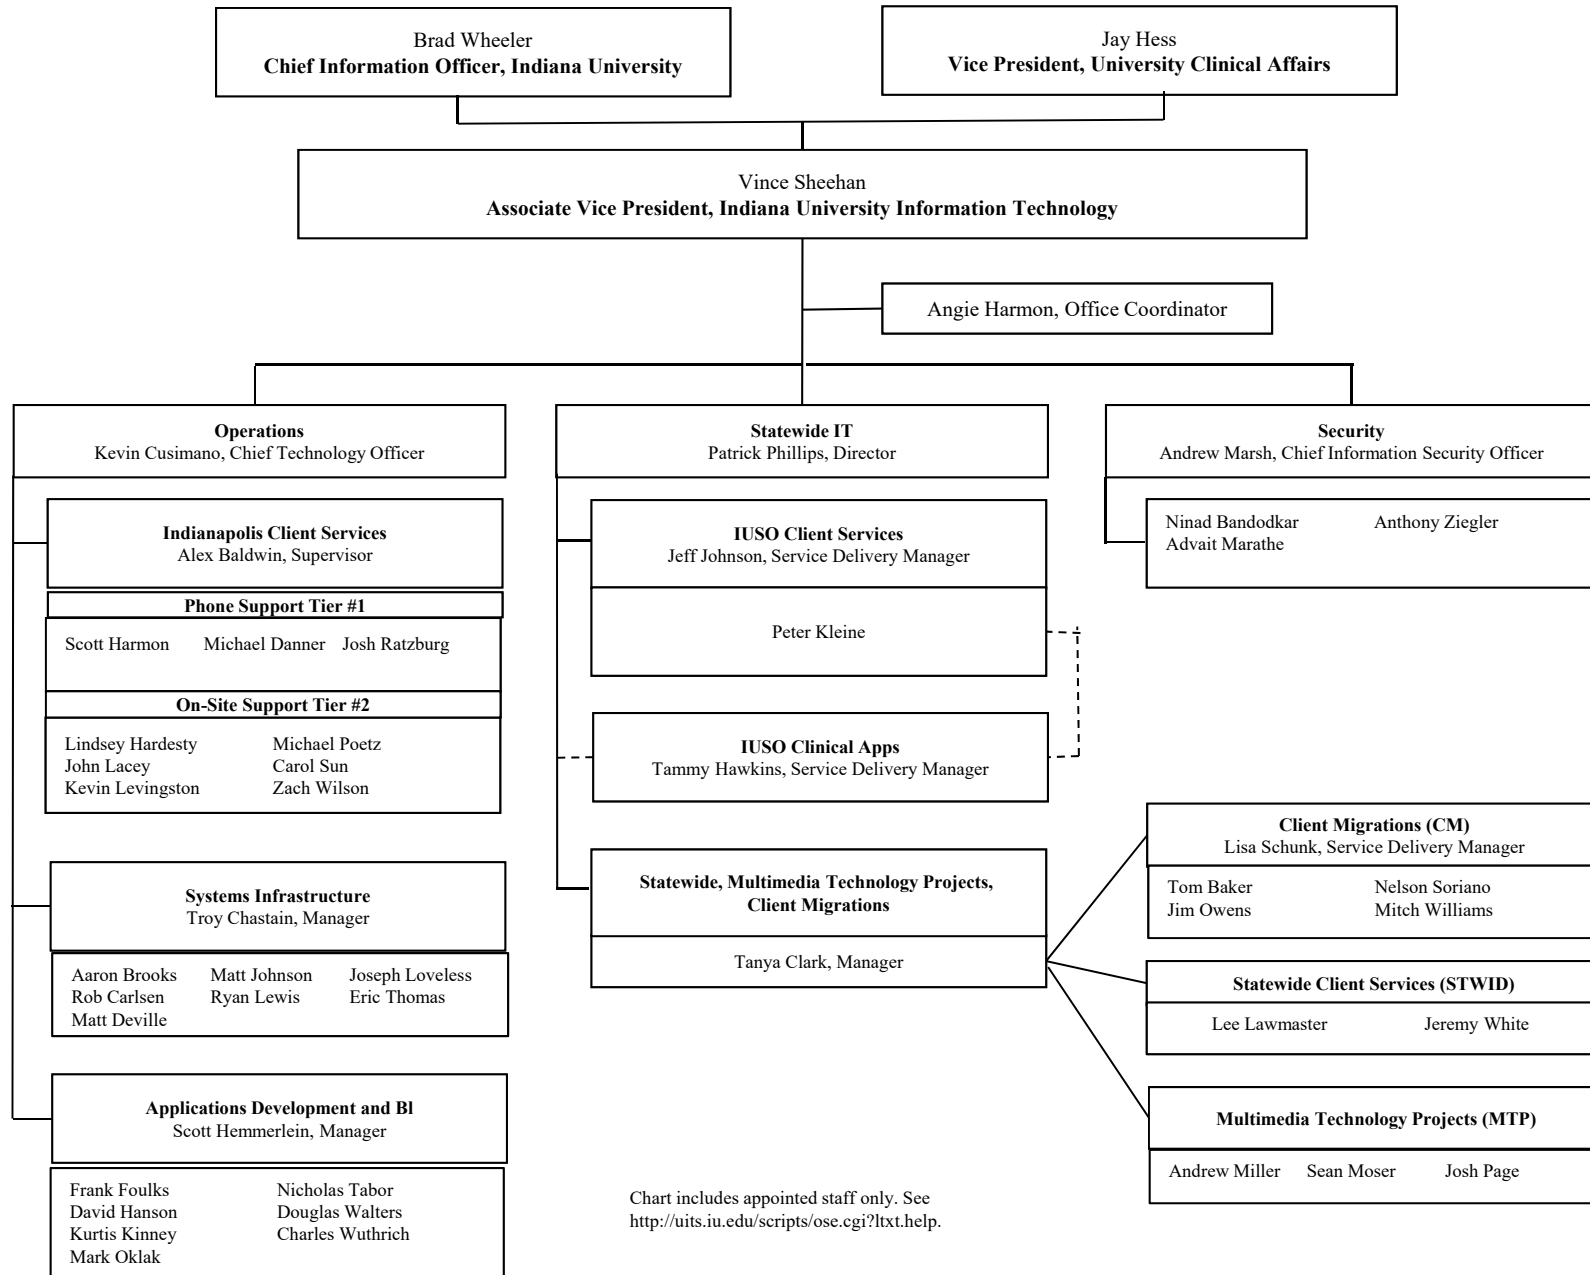 Brad Wheeler
Chief Information Officer, Indiana University
Jay Hess
Vice President, University Clinical Affairs
Vince Sheehan
Associate Vice President, Indiana University Information Technology
Angie Harmon, Office Coordinator
Operations
Kevin Cusimano, Chief Technology Officer
Indianapolis Client Services
Alex Baldwin, Supervisor
Phone Support Tier #1
Scott Harmon Michael Danner Josh Ratzburg
On-Site Support Tier #2
Lindsey Hardesty Michael Poetz
John Lacey Carol Sun
Kevin Levingston Zach Wilson
Systems Infrastructure
Troy Chastain, Manager
Aaron Brooks Matt Johnson Joseph Loveless
Rob Carlsen Ryan Lewis Eric Thomas
Matt Deville
Applications Development and Bl
Scott Hemmerlein, Manager
Frank Foulks Nicholas Tabor
David Hanson Douglas Walters
Kurtis Kinney Charles Wuthrich
Mark Oklak
Statewide IT
Patrick Phillips, Director
IUSO Client Services
Jeff Johnson, Service Delivery Manager
Peter Kleine
IUSO Clinical Apps
Tammy Hawkins, Service Delivery Manager
Statewide, Multimedia Technology Projects,
Client Migrations
Tanya Clark, Manager
Security
Andrew Marsh, Chief Information Security Officer
Ninad Bandodkar Anthony Ziegler
Advait Marathe
Client Migrations (CM)
Lisa Schunk, Service Delivery Manager
Tom Baker Nelson Soriano
Jim Owens Mitch Williams
Statewide Client Services (STWID)
Lee Lawmaster Jeremy White
Multimedia Technology Projects (MTP)
Andrew Miller Sean Moser Josh Page
Chart includes appointed staff only. See
http://uits.iu.edu/scripts/ose.cgi?ltxt.help.